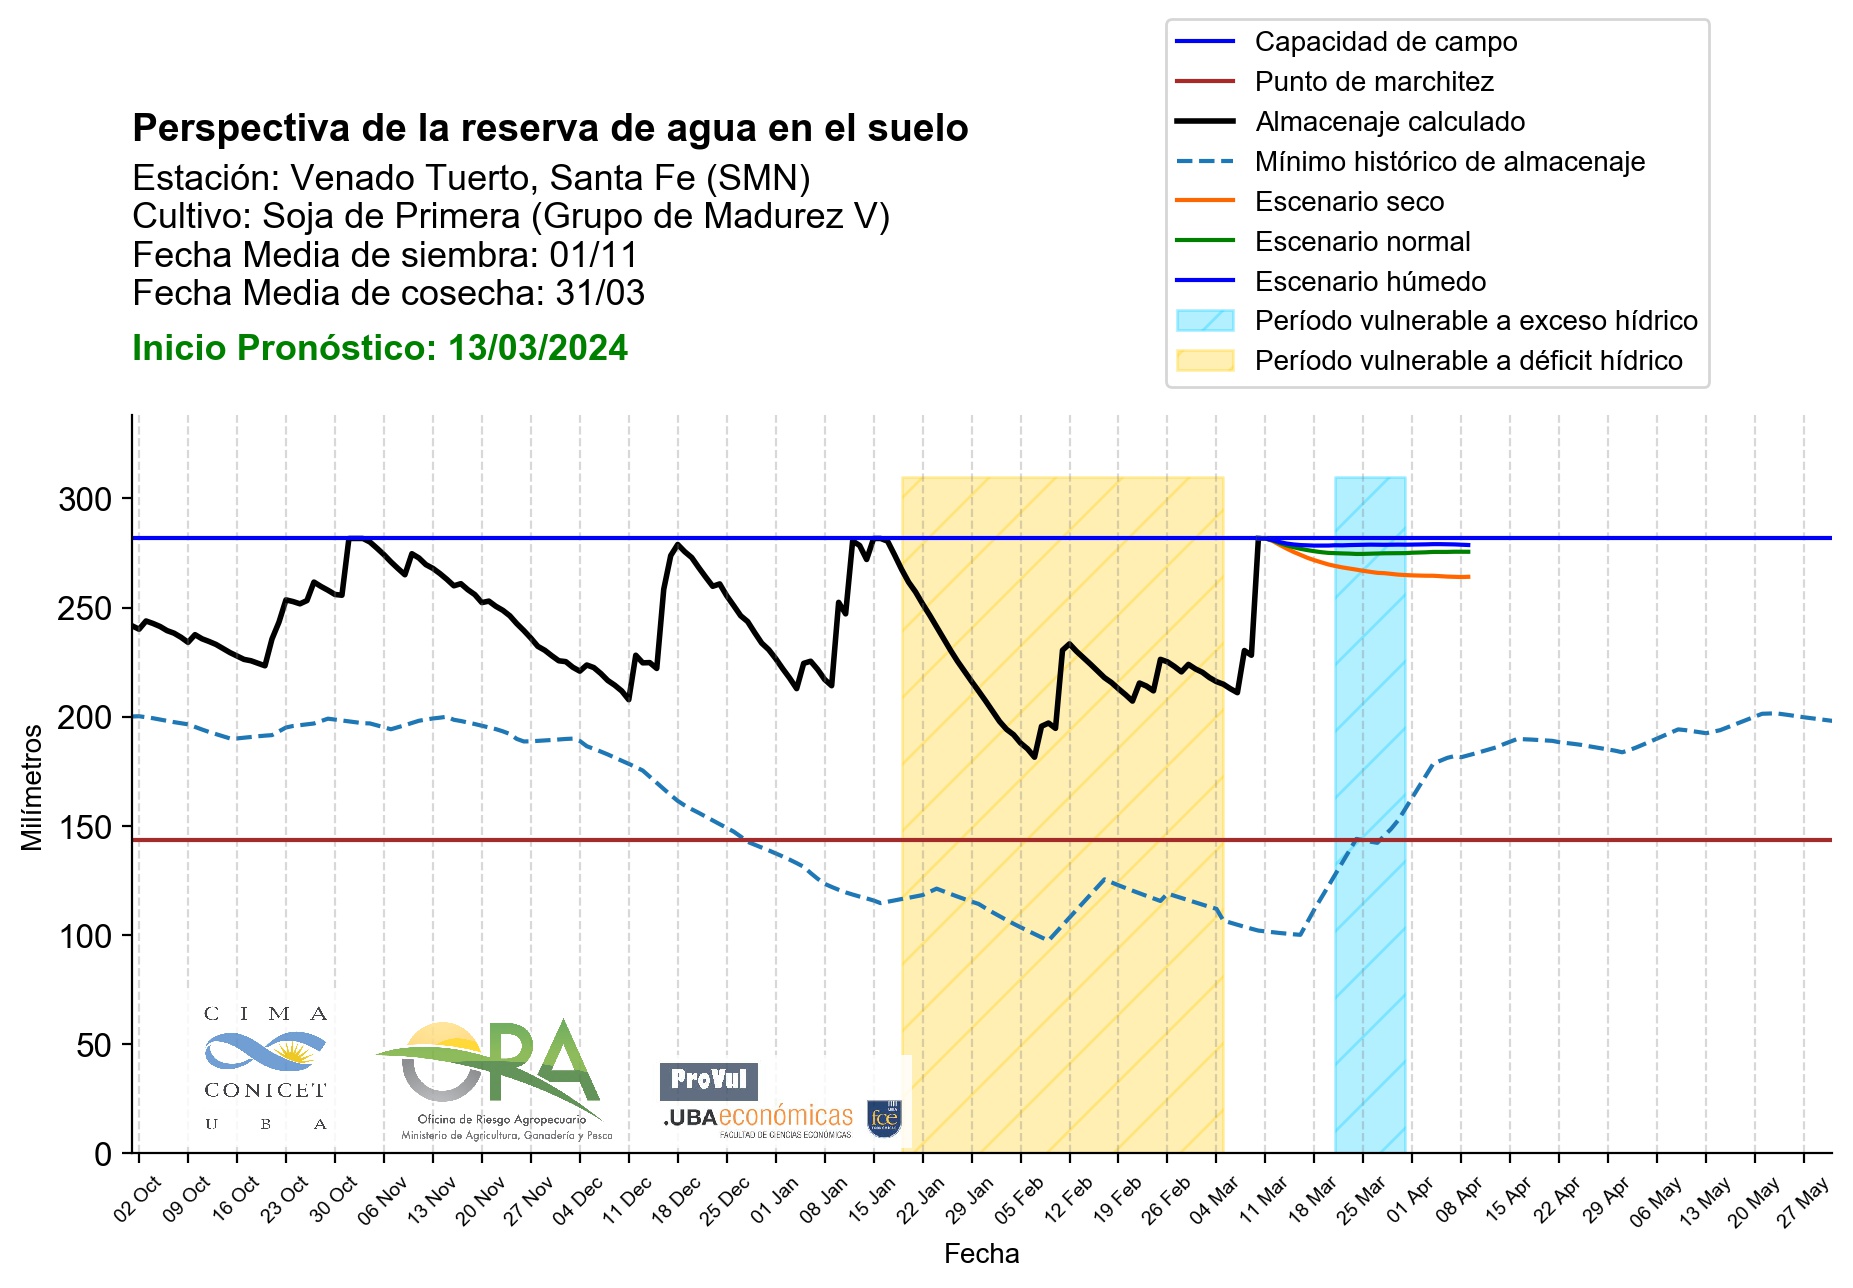 Capacidad de campo
Punto de marchitez
Almacenaje calculado
Mínimo histórico de almacenaje
Escenario seco
Escenario normal
Escenario húmedo
Período vulnerable a exceso hídrico
Período vulnerable a déficit hídrico
Perspectiva de la reserva de agua en el suelo
Estación: Venado Tuerto, Santa Fe (SMN)
Cultivo: Soja de Primera (Grupo de Madurez V)
Fecha Media de siembra: 01/11
Fecha Media de cosecha: 31/03
Inicio Pronóstico: 13/03/2024
Milímetros
300
250
200
150
100
50
0
C I M A
CONICET
U B A
ORA
Oficina de Riesgo Agropecuario
Ministerio de Agricultura, Ganadería y Pesca
ProVul
.UBAeconómicas
FACULTAD DE CIENCIAS ECONÓMICAS
UBA
fce
ECONÓMICAS
02 Oct
09 Oct
16 Oct
23 Oct
30 Oct
06 Nov
13 Nov
20 Nov
27 Nov
04 Dec
11 Dec
18 Dec
25 Dec
01 Jan
08 Jan
15 Jan
22 Jan
29 Jan
05 Feb
12 Feb
19 Feb
26 Feb
04 Mar
11 Mar
18 Mar
25 Mar
01 Apr
08 Apr
15 Apr
22 Apr
29 Apr
06 May
13 May
20 May
27 May
Fecha